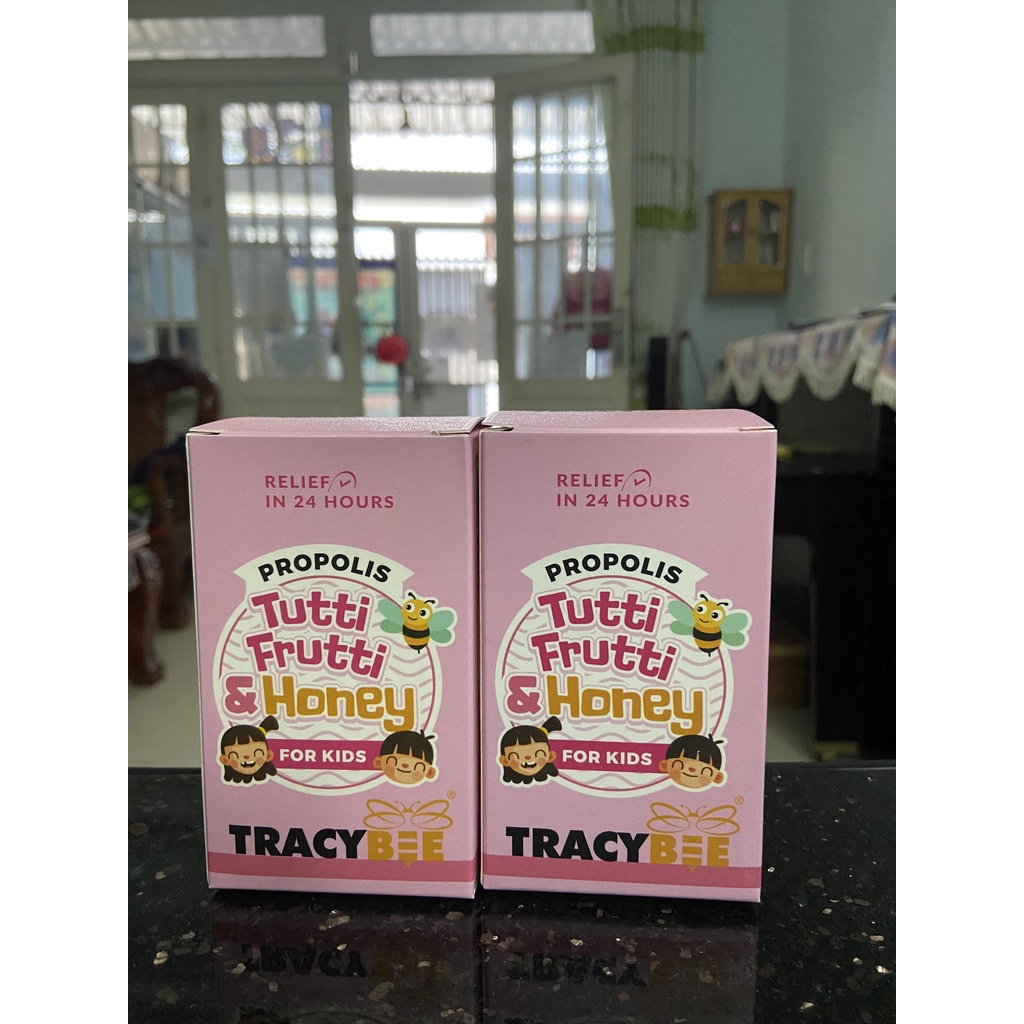 RELIEF
IN 24 HOURS
PROPOLIS
Tutti
Frutti
& Honey
FOR KIDS
TRACYBEE®
RELIEF
IN 24 HOURS
PROPOLIS
Tutti
Frutti
& Honey
FOR KIDS
TRACYBEE®